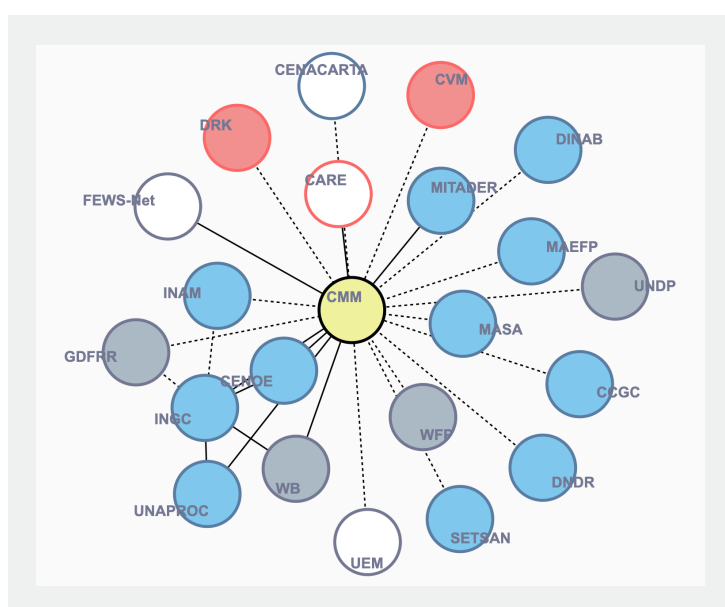 CENACARTA
CVM
DRK
DINAB
CARE
MITADER
FEWS-Net
MAEFP
UNDP
INAM
CMM
MASA
GDFRR
CENOE
CCGC
INGC
WFP
WB
DNDR
UNAPROC
SETSAN
UEM